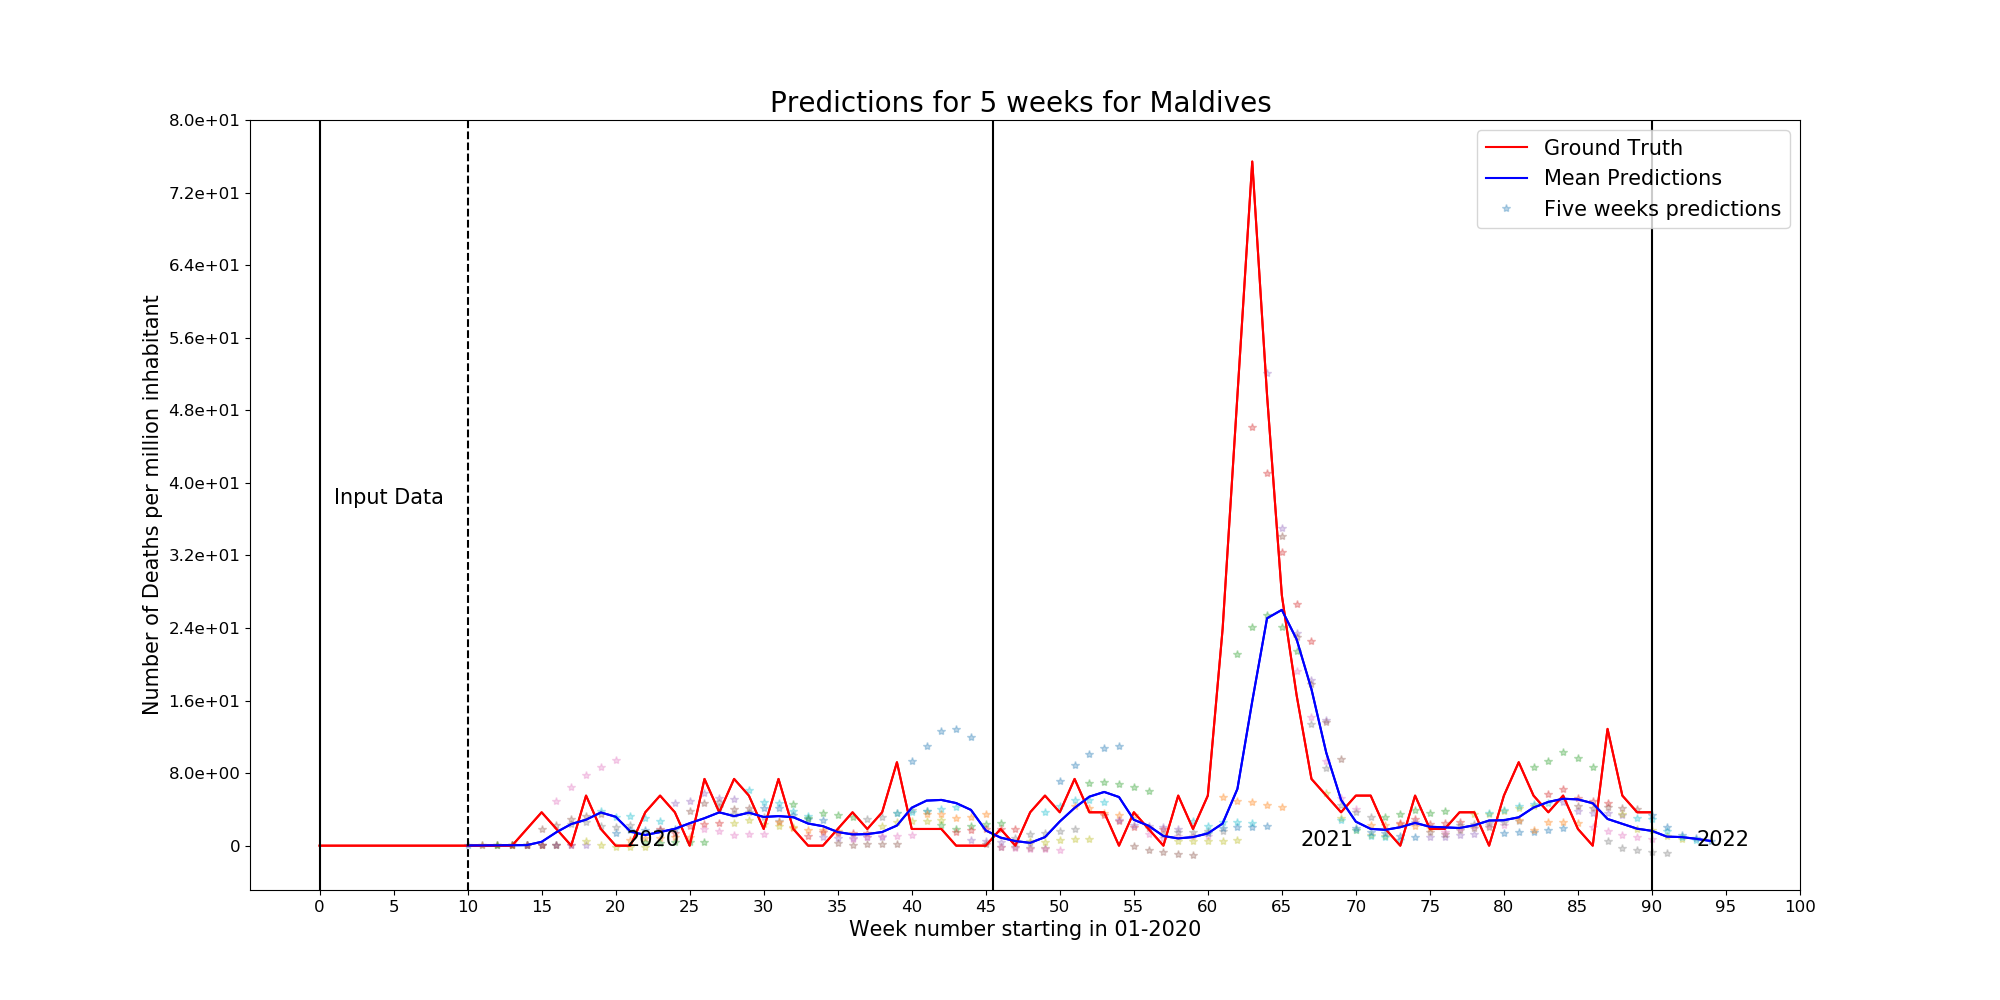 Predictions for 5 weeks for Maldives
8.0e+01
7.2e+01
6.4e+01
5.6e+01
4.8e+01
4.0e+01
3.2e+01
2.4e+01
1.6e+01
8.0e+00
0
Number of Deaths per million inhabitant
Ground Truth
Mean Predictions
Five weeks predictions
Input Data
2020
2021
2022
0 5 10 15 20 25 30 35 40 45 50 55 60 65 70 75 80 85 90 95 100
Week number starting in 01-2020